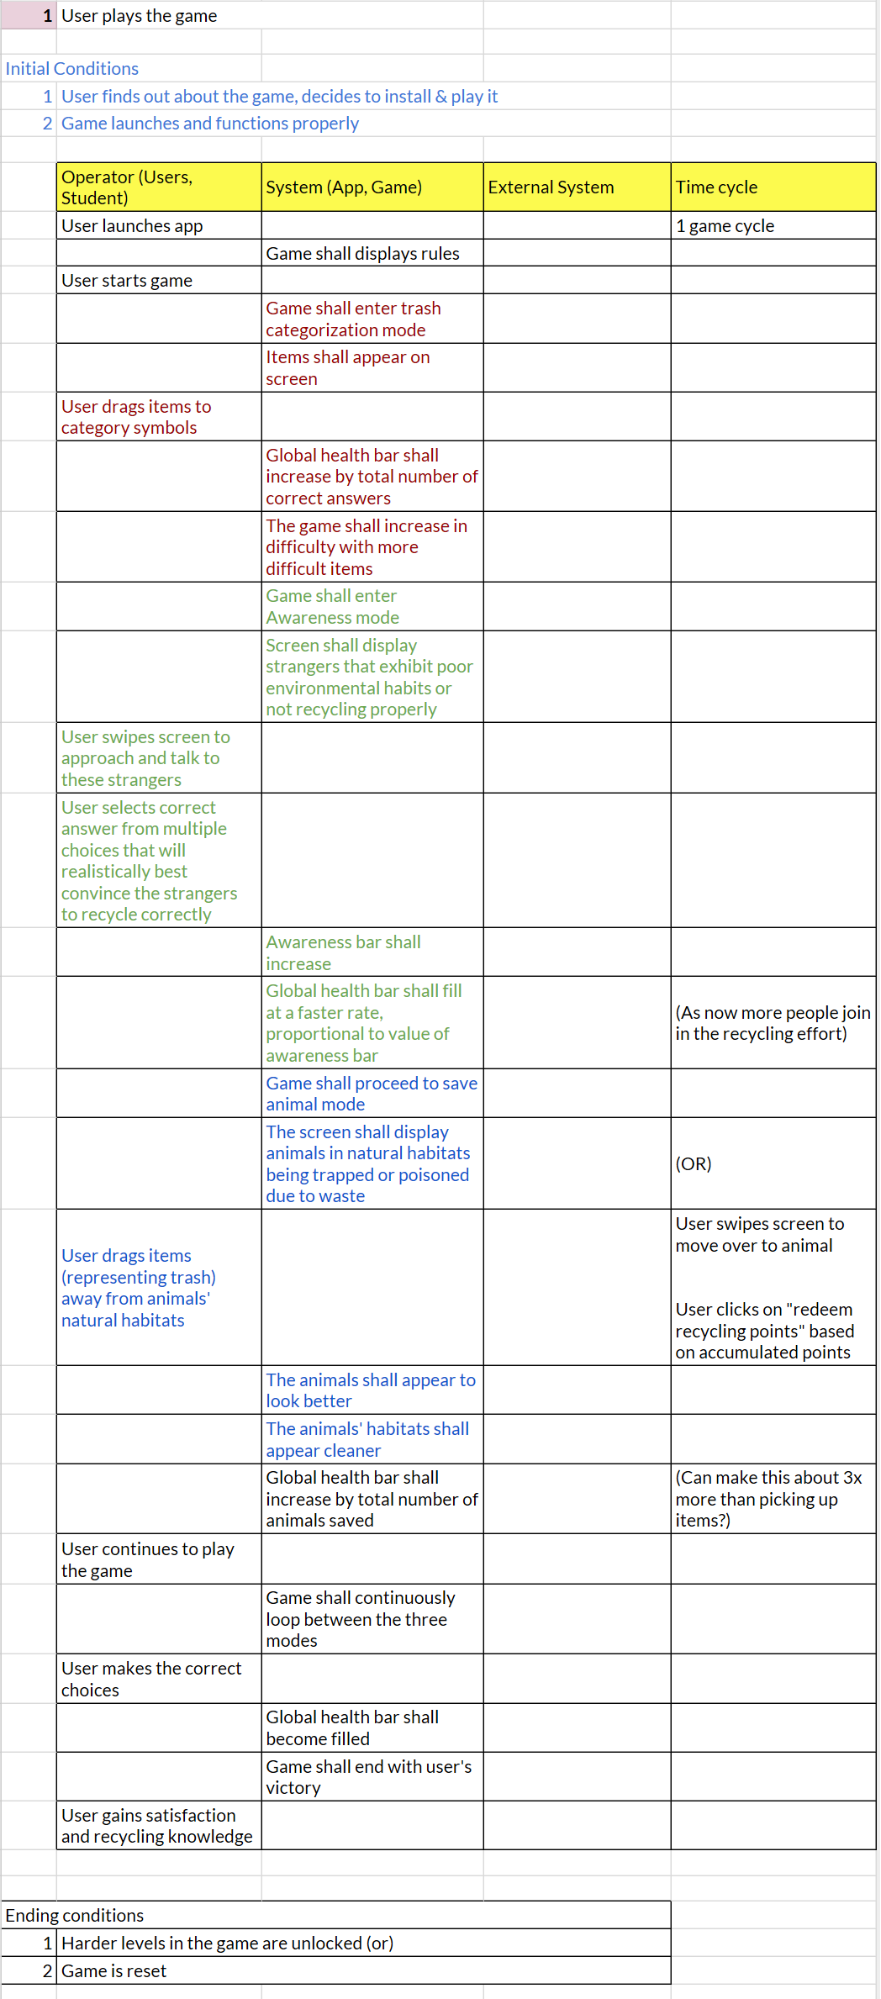 1 User plays the game
Initial Conditions
1 User finds out about the game, decides to install & play it
2 Game launches and functions properly
Operator (Users,
Student)
System (App, Game)
External System
Time cycle
User launches app
1 game cycle
Game shall displays rules
User starts game
Game shall enter trash
categorization mode
Items shall appear on
screen
User drags items to
category symbols
Global health bar shall
increase by total number of
correct answers
The game shall increase in
difficulty with more
difficult items
Game shall enter
Awareness mode
Screen shall display
strangers that exhibit poor
environmental habits or
not recycling properly
User swipes screen to
approach and talk to
these strangers
User selects correct
answer from multiple
choices that will
realistically best
convince the strangers
to recycle correctly
Awareness bar shall
increase
Global health bar shall fill
at a faster rate,
proportional to value of
awareness bar
(As now more people join
in the recycling effort)
Game shall proceed to save
animal mode
The screen shall display
animals in natural habitats
being trapped or poisoned
due to waste
(OR)
User drags items
(representing trash)
away from animals'
natural habitats
User swipes screen to
move over to animal
User clicks on "redeem
recycling points" based
on accumulated points
The animals shall appear to
look better
The animals' habitats shall
appear cleaner
Global health bar shall
increase by total number of
animals saved
(Can make this about 3x
more than picking up
items?)
User continues to play
the game
Game shall continuously
loop between the three
modes
User makes the correct
choices
Global health bar shall
become filled
Game shall end with user's
victory
User gains satisfaction
and recycling knowledge
Ending conditions
1 Harder levels in the game are unlocked (or)
2 Game is reset